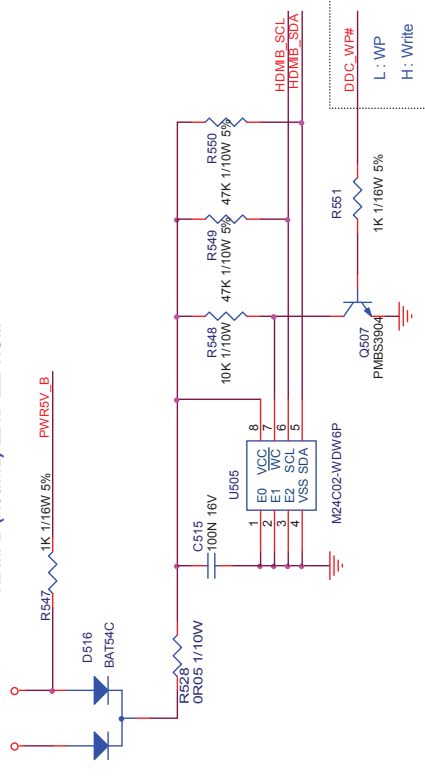 PWR5V_B
R547
1K 1/16W 5%
D516
BAT54C
R528
0R05 1/10W
C515
100N 16V
U505
1
2
3
4
E0
E1
E2
VSS
VCC
WC
SCL
SDA
8
7
6
5
M24C02-WDW6P
R548
10K 1/10W
R549
47K 1/10W 5%
R550
47K 1/10W 5%
HDMIB_SCL
HDMIB_SDA
Q507
PMBS3904
R551
1K 1/16W 5%
DDC_WP#
L : WP
H: Write